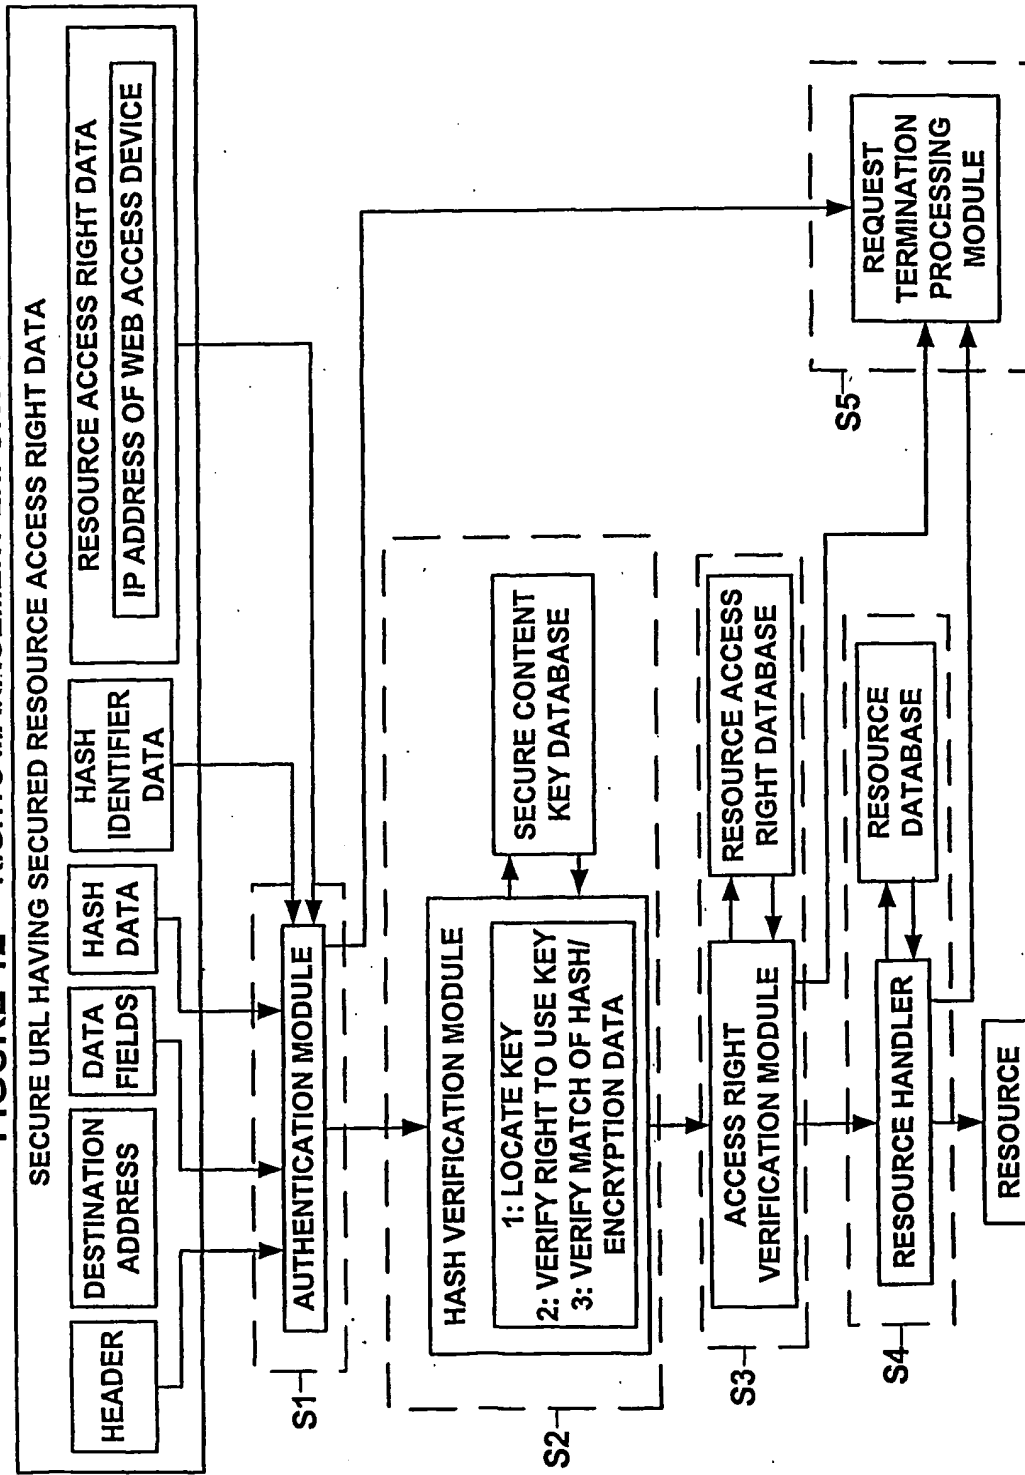 SECURE URL HAVING SECURED RESOURCE ACCESS RIGHT DATA
HEADER
DESTINATION
ADDRESS
DATA
FIELDS
HASH
DATA
HASH
IDENTIFIER
DATA
RESOURCE ACCESS RIGHT DATA
IP ADDRESS OF WEB ACCESS DEVICE
S1
AUTHENTICATION MODULE
S2
HASH VERIFICATION MODULE
1: LOCATE KEY
2: VERIFY RIGHT TO USE KEY
3: VERIFY MATCH OF HASH/
ENCRYPTION DATA
SECURE CONTENT
KEY DATABASE
S3
ACCESS RIGHT
VERIFICATION MODULE
RESOURCE ACCESS
RIGHT DATABASE
S4
RESOURCE HANDLER
RESOURCE
DATABASE
S5
REQUEST
TERMINATION
PROCESSING
MODULE
RESOURCE